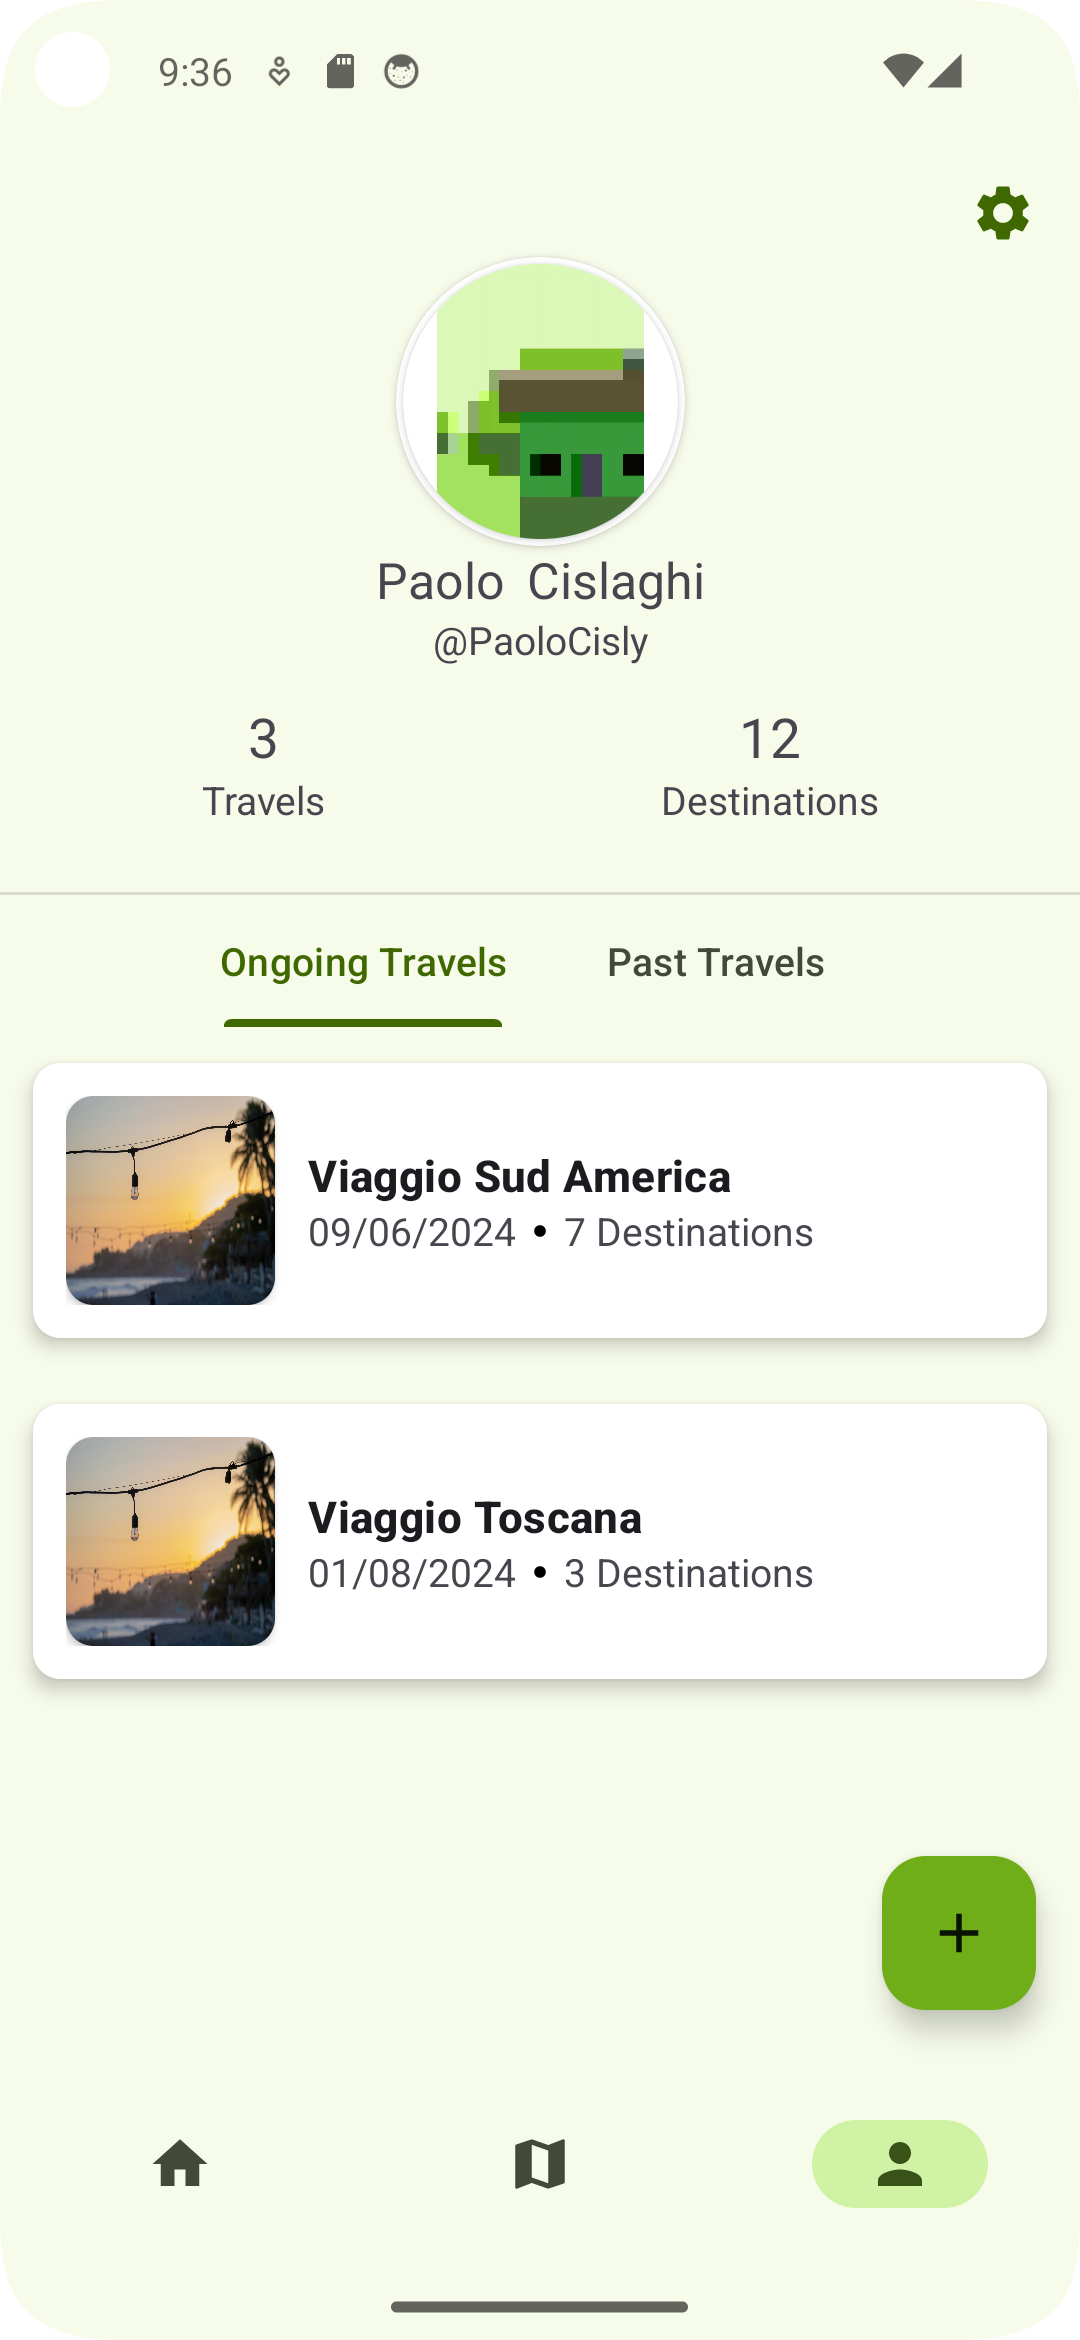 9:36
Paolo Cislaghi
@PaoloCisly
3
Travels
12
Destinations
Ongoing Travels
Past Travels
Viaggio Sud America
09/06/2024 • 7 Destinations
Viaggio Toscana
01/08/2024 • 3 Destinations